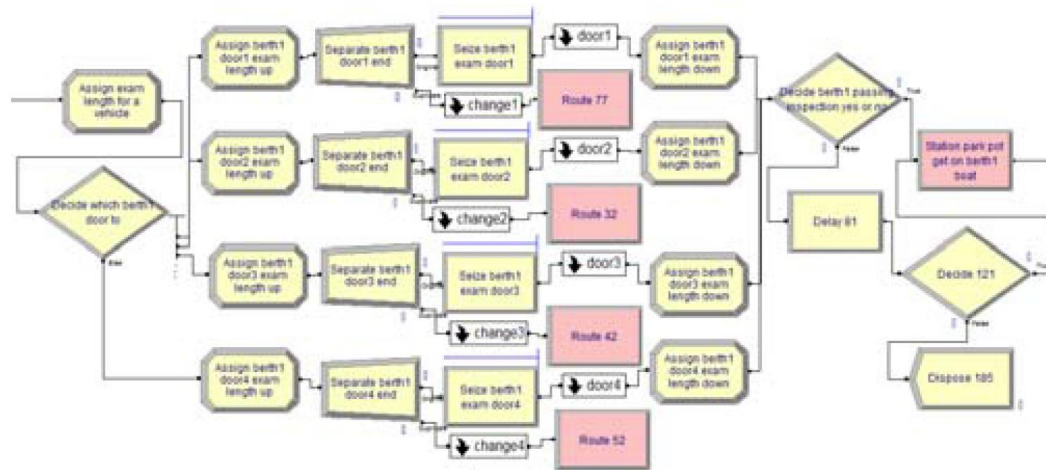 Assign exam
length for a
vehicle
Decide which berth1
door to
Else
Assign berth1
door1 exam
length up
Separate berth1
door1 end
Seize berth1
exam door1
door1
change1
Route 77
Assign berth1
door1 exam
length down
Assign berth1
door2 exam
length up
Separate berth1
door2 end
Seize berth1
exam door2
door2
change2
Route 32
Assign berth1
door2 exam
length down
Assign berth1
door3 exam
length up
Separate berth1
door3 end
Seize berth1
exam door3
door3
change3
Route 42
Assign berth1
door3 exam
length down
Assign berth1
door4 exam
length up
Separate berth1
door4 end
Seize berth1
exam door4
door4
change4
Route 52
Assign berth1
door4 exam
length down
Decide berth1 passing
inspection yes or no
True
False
Station park pot
get on berth1
boat
Delay 81
Decide 121
True
False
Dispose 185